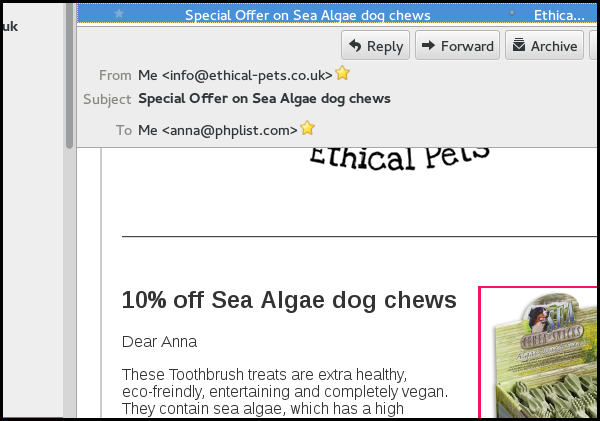 Special Offer on Sea Algae dog chews Ethica...
uk
Reply Forward Archive
From Me <info@ethical-pets.co.uk>
Subject Special Offer on Sea Algae dog chews
To Me <anna@phplist.com>
Ethical Pets
10% off Sea Algae dog chews
Dear Anna
These Toothbrush treats are extra healthy,
eco-freindly, entertaining and completely vegan.
They contain sea algae, which has a high